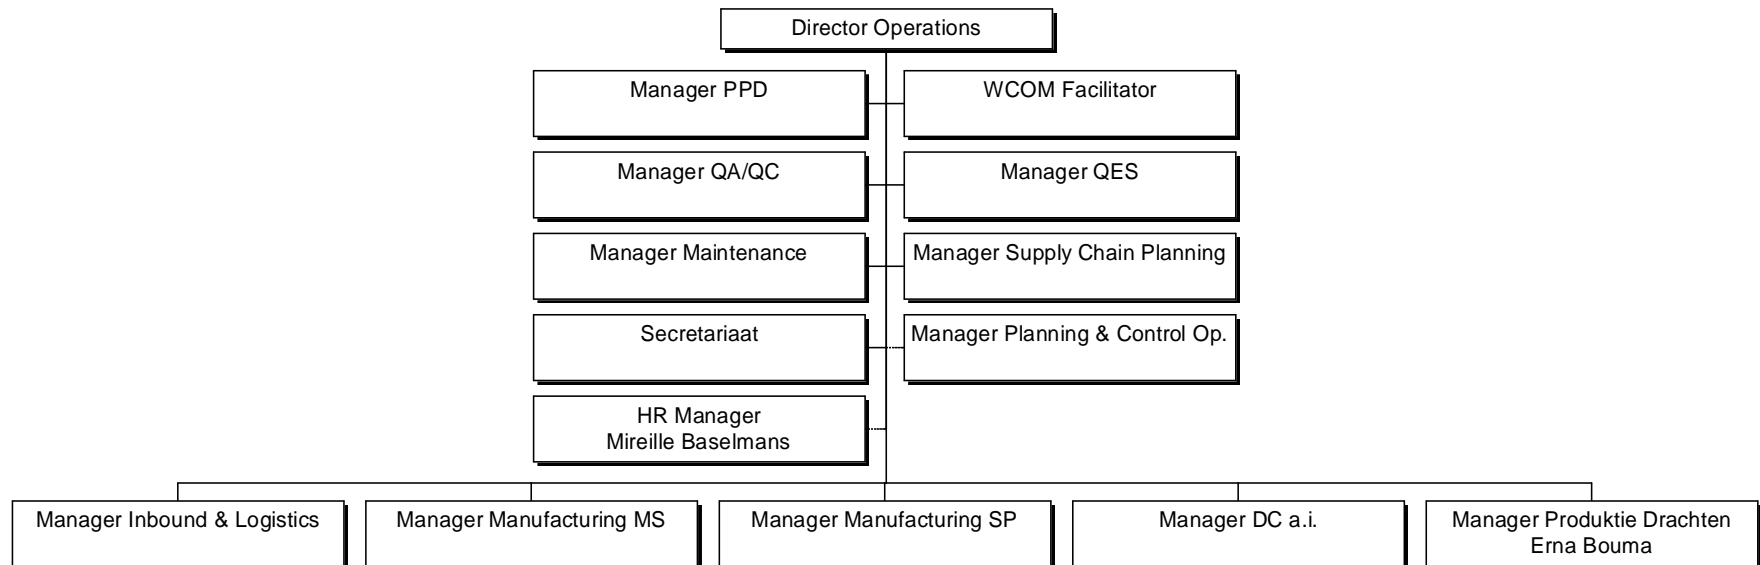 Director Operations
Manager PPD
WCOM Facilitator
Manager QA/QC
Manager QES
Manager Maintenance
Manager Supply Chain Planning
Secretariaat
Manager Planning & Control Op.
HR Manager
Mireille Baselmans
Manager Inbound & Logistics
Manager Manufacturing MS
Manager Manufacturing SP
Manager DC a.i.
Manager Produktie Drachten
Erna Bouma